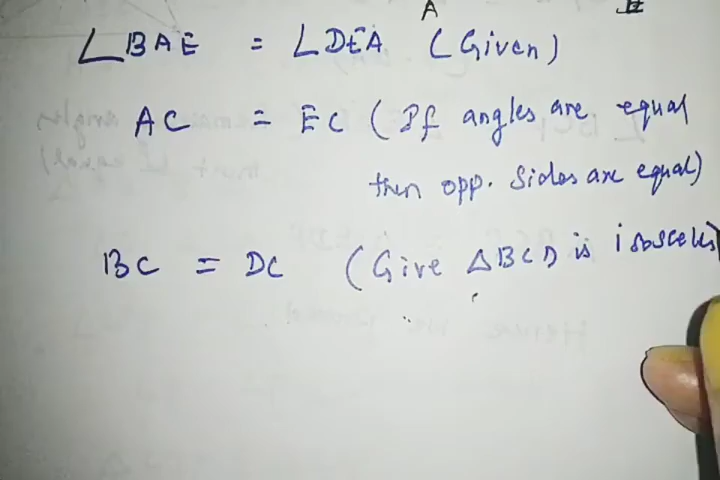 A E
∠BAE = ∠DEA (Given)
AC = EC (If angles are equal
then opp. sides are equal)
BC = DC (Give △BCD is isosceles)